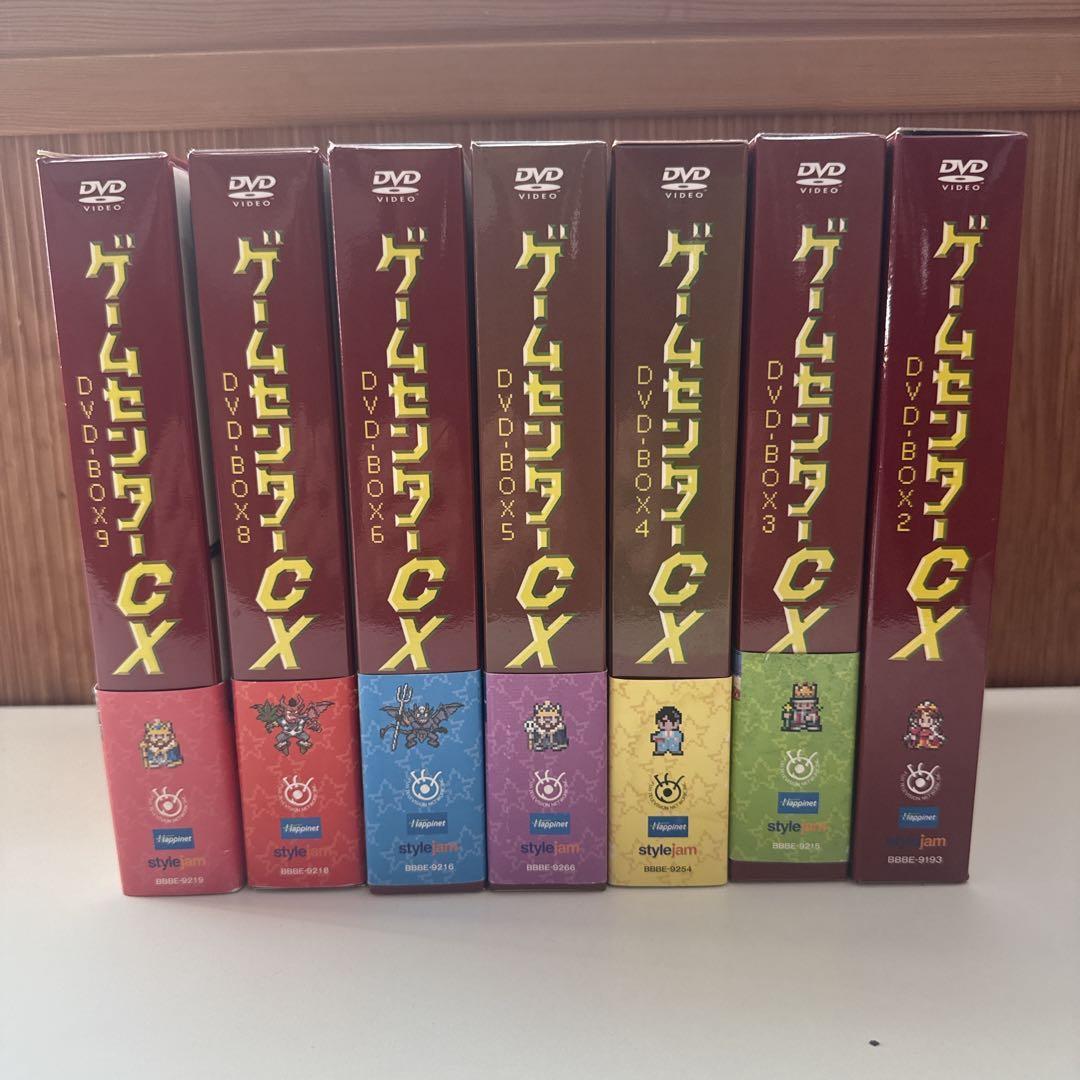 DVD
VIDEO
ゲームセンターCX
DVD-BOX9
Happinet
stylejam
BBBE-9219
DVD
VIDEO
ゲームセンターCX
DVD-BOX8
Happinet
stylejam
BBBE-9218
DVD
VIDEO
ゲームセンターCX
DVD-BOX6
Happinet
stylejam
BBBE-9216
DVD
VIDEO
ゲームセンターCX
DVD-BOX5
Happinet
stylejam
BBBE-9266
DVD
VIDEO
ゲームセンターCX
DVD-BOX4
Happinet
stylejam
BBBE-9254
DVD
VIDEO
ゲームセンターCX
DVD-BOX3
Happinet
stylejam
BBBE-9215
DVD
VIDEO
ゲームセンターCX
DVD-BOX2
Happinet
stylejam
BBBE-9193